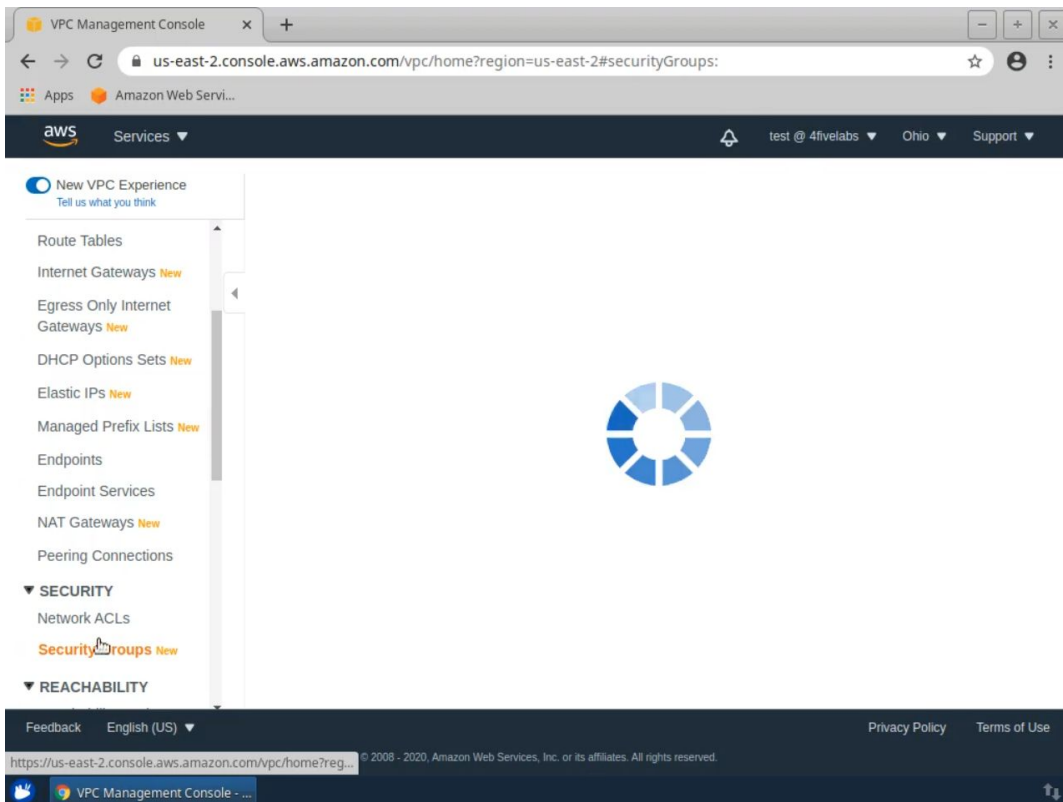 VPC Management Console
us-east-2.console.aws.amazon.com/vpc/home?region=us-east-2#securityGroups:
Apps Amazon Web Servi...
aws Services ▼ test @ 4fivelabs ▼ Ohio ▼ Support ▼
New VPC Experience
Tell us what you think
Route Tables
Internet Gateways New
Egress Only Internet
Gateways New
DHCP Options Sets New
Elastic IPs New
Managed Prefix Lists New
Endpoints
Endpoint Services
NAT Gateways New
Peering Connections
▼ SECURITY
Network ACLs
Security Groups New
▼ REACHABILITY
Feedback English (US) ▼ Privacy Policy Terms of Use
https://us-east-2.console.aws.amazon.com/vpc/home?reg... © 2008 - 2020, Amazon Web Services, Inc. or its affiliates. All rights reserved.
VPC Management Console - ...